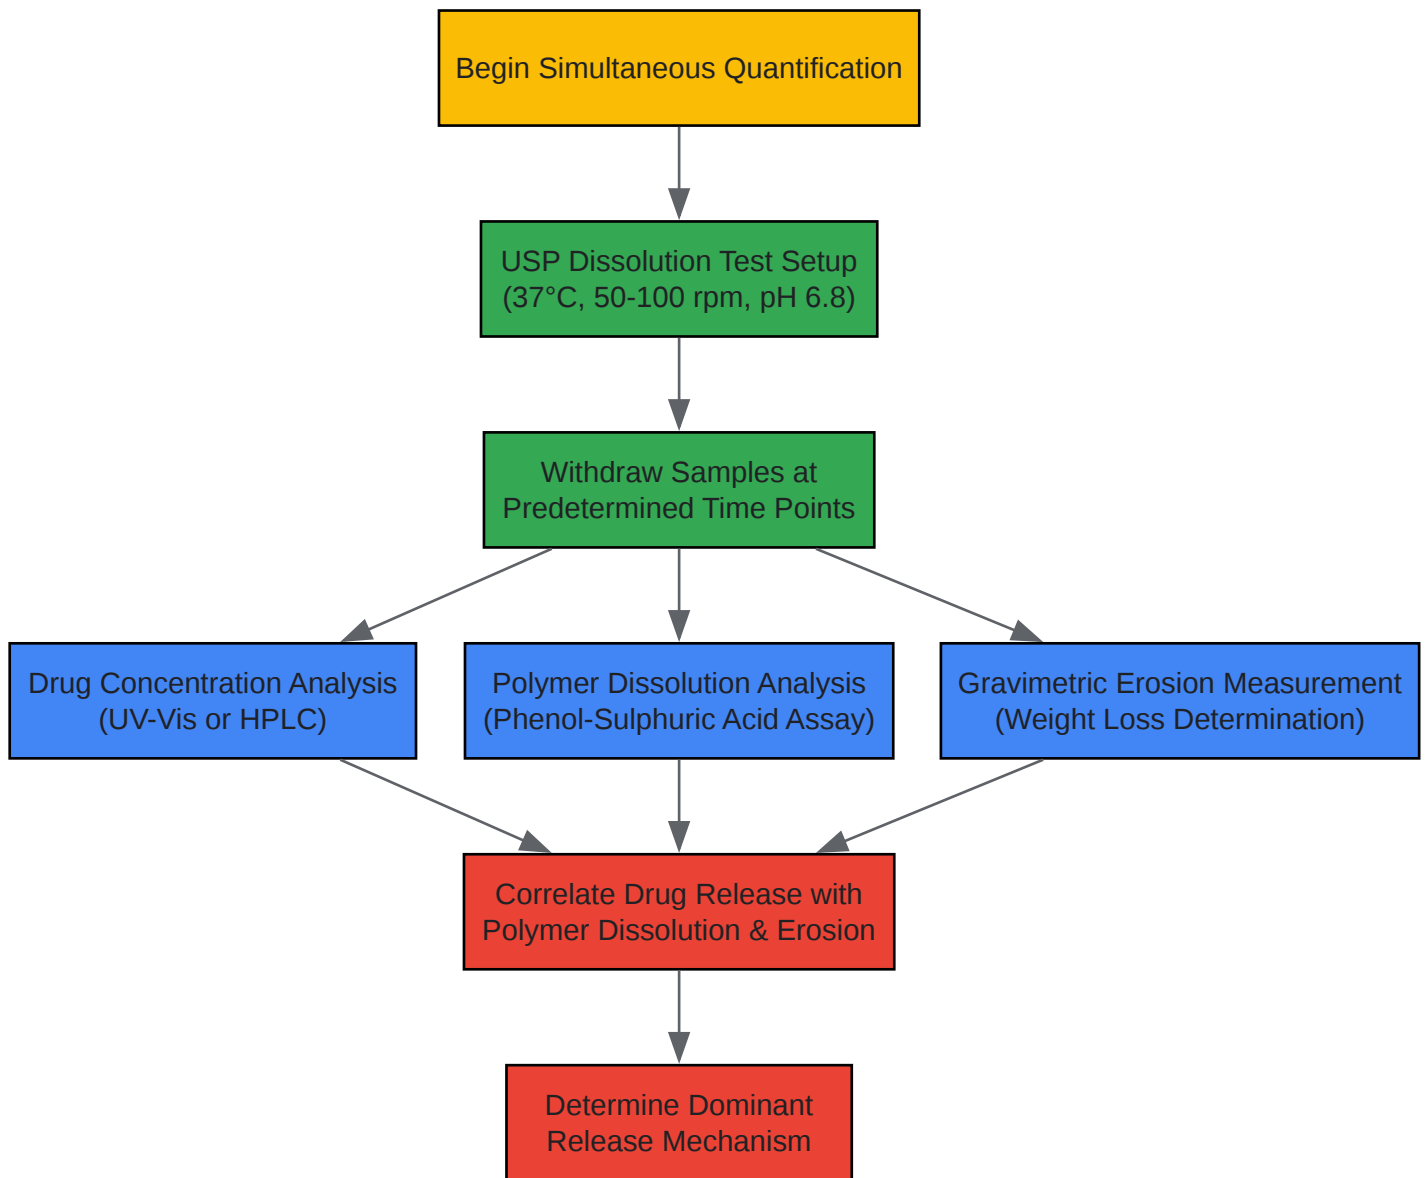 Begin Simultaneous Quantification
USP Dissolution Test Setup
(37°C, 50-100 rpm, pH 6.8)
Withdraw Samples at
Predetermined Time Points
Drug Concentration Analysis
(UV-Vis or HPLC)
Polymer Dissolution Analysis
(Phenol-Sulphuric Acid Assay)
Gravimetric Erosion Measurement
(Weight Loss Determination)
Correlate Drug Release with
Polymer Dissolution & Erosion
Determine Dominant
Release Mechanism